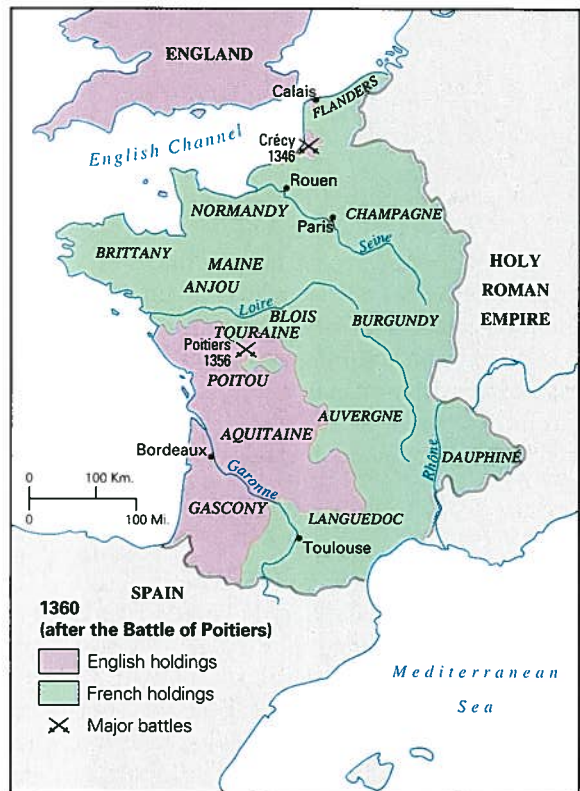 ENGLAND
Calais
FLANDERS
English Channel
Crécy
1346
Rouen
NORMANDY
CHAMPAGNE
Paris
Seine
BRITTANY
MAINE
ANJOU
HOLY
ROMAN
EMPIRE
Loire
BLOIS
BURGUNDY
TOURAINE
Poitiers
1356
POITOU
AUVERGNE
AQUITAINE
Rhône
DAUPHINÉ
Bordeaux
Garonne
0 100 Km.
0 100 Mi.
GASCONY
LANGUEDOC
Toulouse
SPAIN
1360
(after the Battle of Poitiers)
English holdings
French holdings
Major battles
Mediterranean
Sea